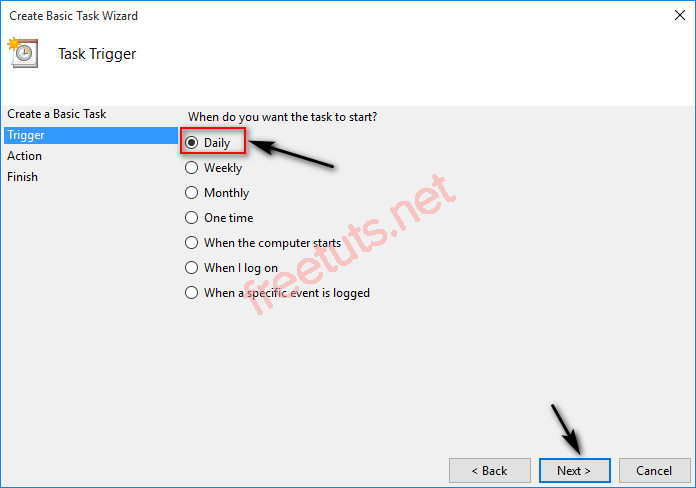 Create Basic Task Wizard
Task Trigger
Create a Basic Task
Trigger
Action
Finish
When do you want the task to start?
Daily
Weekly
Monthly
One time
When the computer starts
When I log on
When a specific event is logged
freetuts.net
< Back
Next >
Cancel